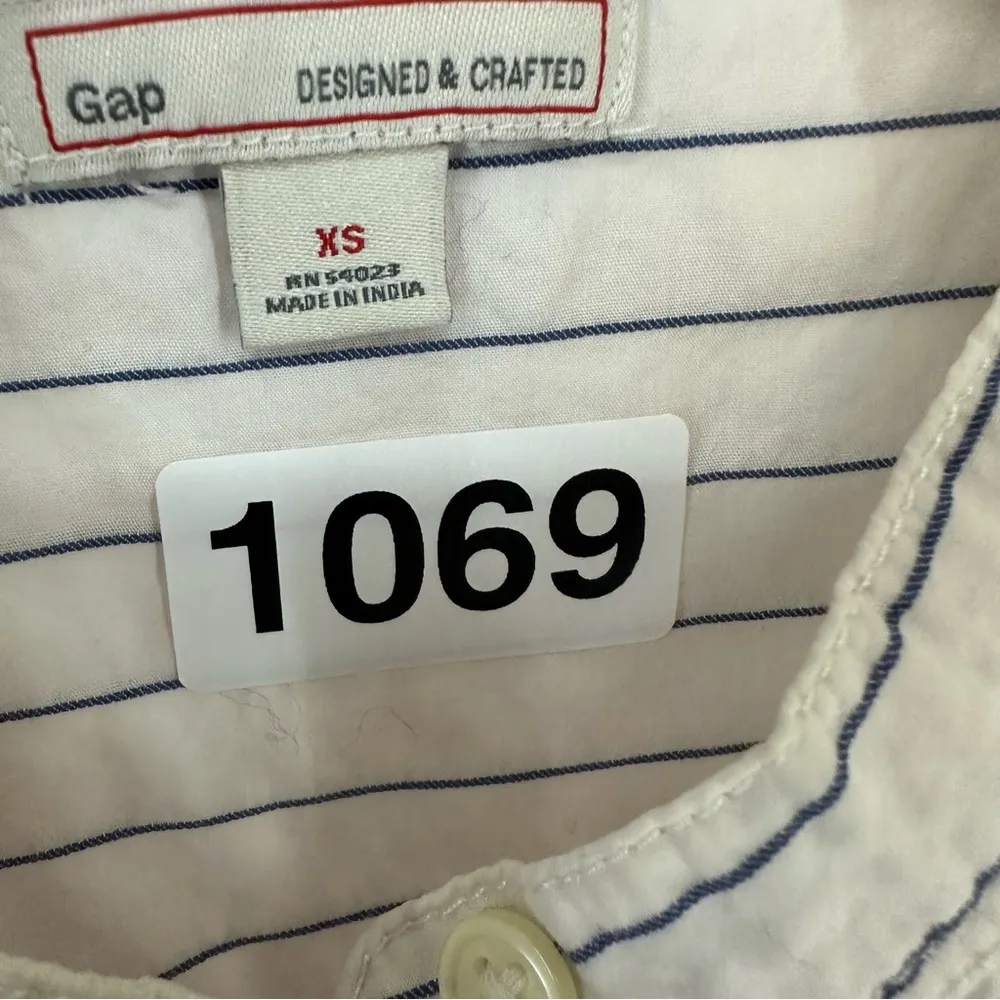 Gap DESIGNED & CRAFTED
XS
RN 54023
MADE IN INDIA
1069